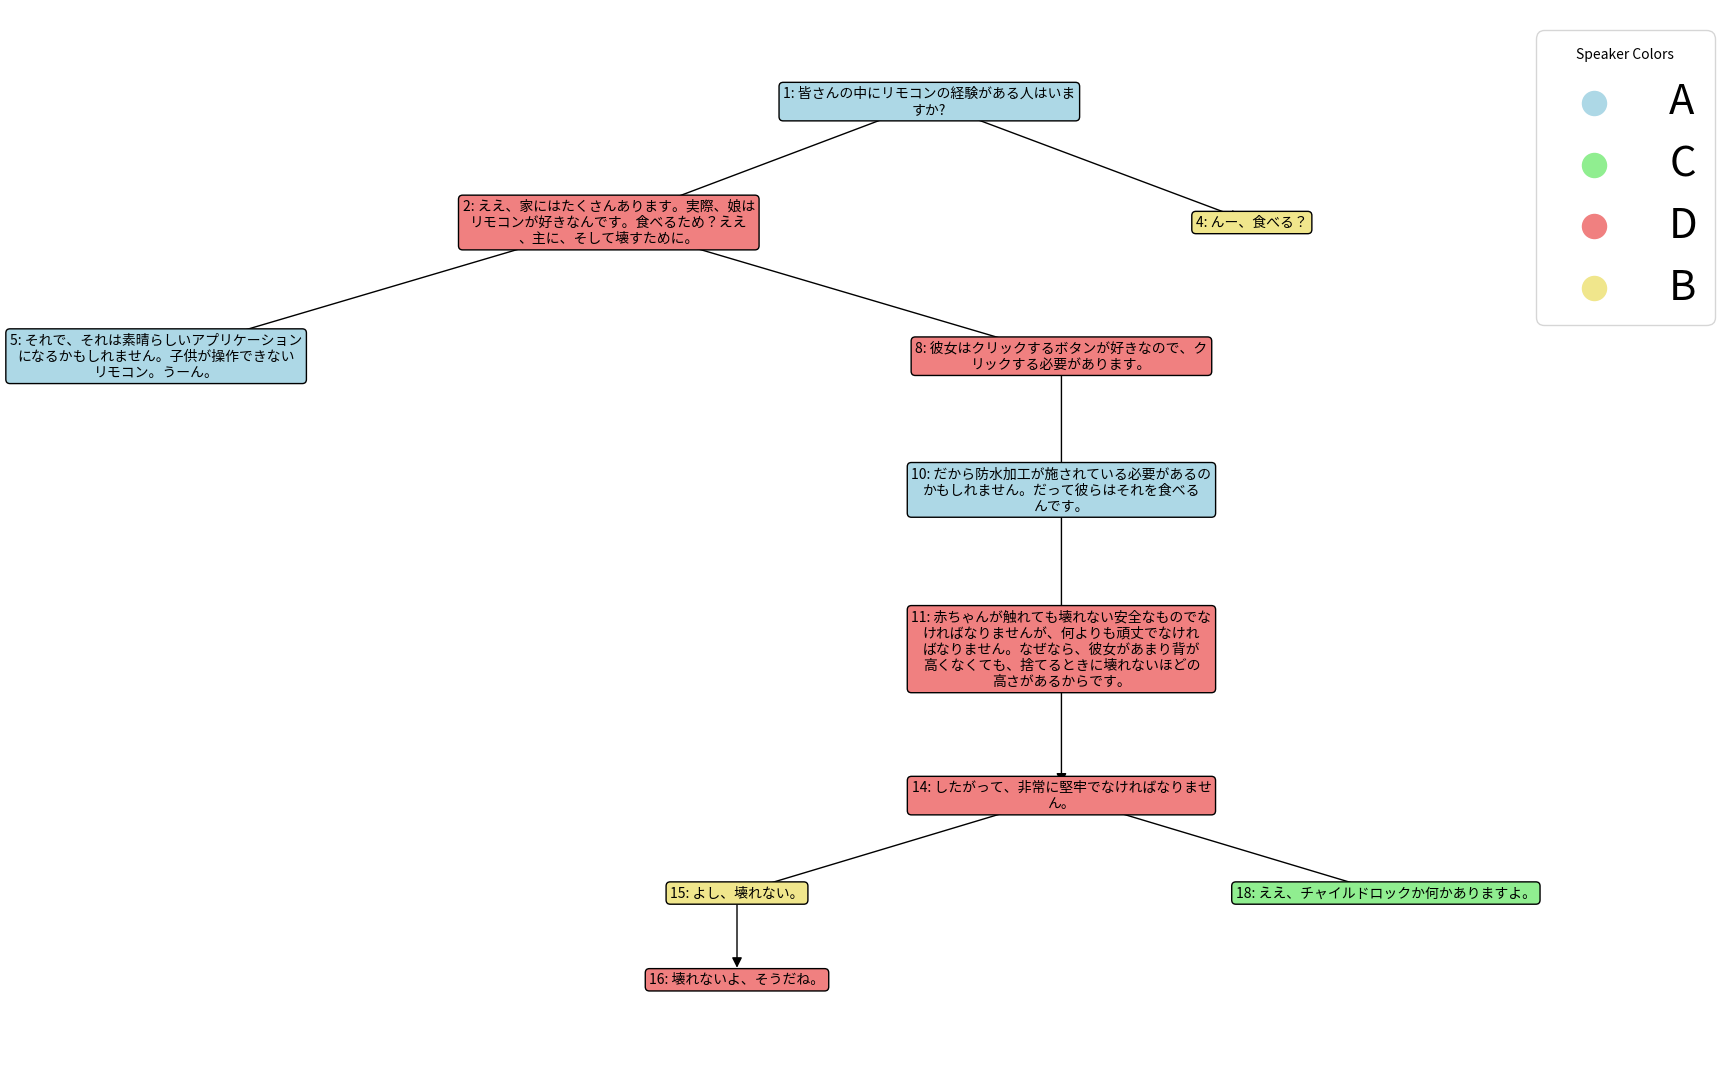 1: 皆さんの中にリモコンの経験がある人はいま
すか?
2: ええ、家にはたくさんあります。実際、娘は
リモコンが好きなんです。食べるため？ええ
、主に、そして壊すために。
4: んー、食べる？
5: それで、それは素晴らしいアプリケーション
になるかもしれません。子供が操作できない
リモコン。うーん。
8: 彼女はクリックするボタンが好きなので、ク
リックする必要があります。
10: だから防水加工が施されている必要があるの
かもしれません。だって彼らはそれを食べる
んです。
11: 赤ちゃんが触れても壊れない安全なものでな
ければなりませんが、何よりも頑丈でなけれ
ばなりません。なぜなら、彼女があまり背が
高くなくても、捨てるときに壊れないほどの
高さがあるからです。
14: したがって、非常に堅牢でなければなりませ
ん。
15: よし、壊れない。
18: ええ、チャイルドロックか何かありますよ。
16: 壊れないよ、そうだね。
Speaker Colors
A
C
D
B